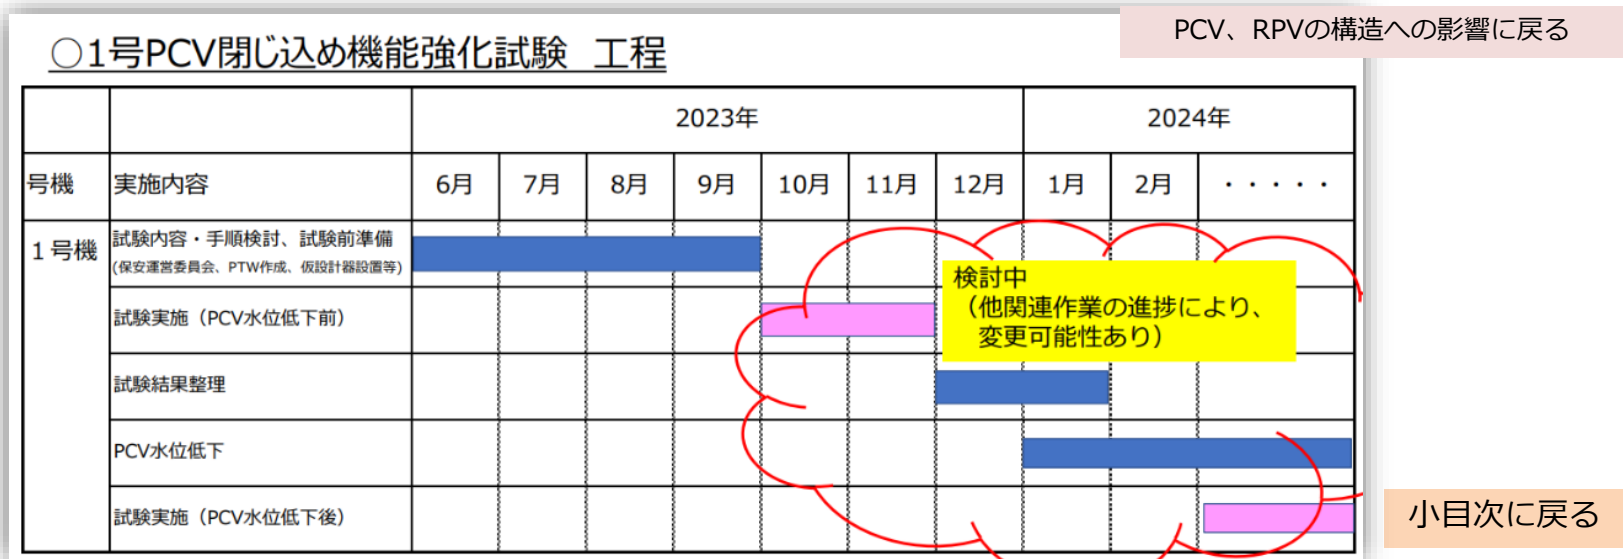 PCV、RPVの構造への影響に戻る
○1号PCV閉じ込め機能強化試験 工程
2023年
2024年
号機
実施内容
6月
7月
8月
9月
10月
11月
12月
1月
2月
・・・・・
1号機
試験内容・手順検討、試験前準備
(保安運営委員会、PTW作成、仮設計器設置等)
検討中
（他関連作業の進捗により、
変更可能性あり）
試験実施（PCV水位低下前）
試験結果整理
PCV水位低下
試験実施（PCV水位低下後）
小目次に戻る